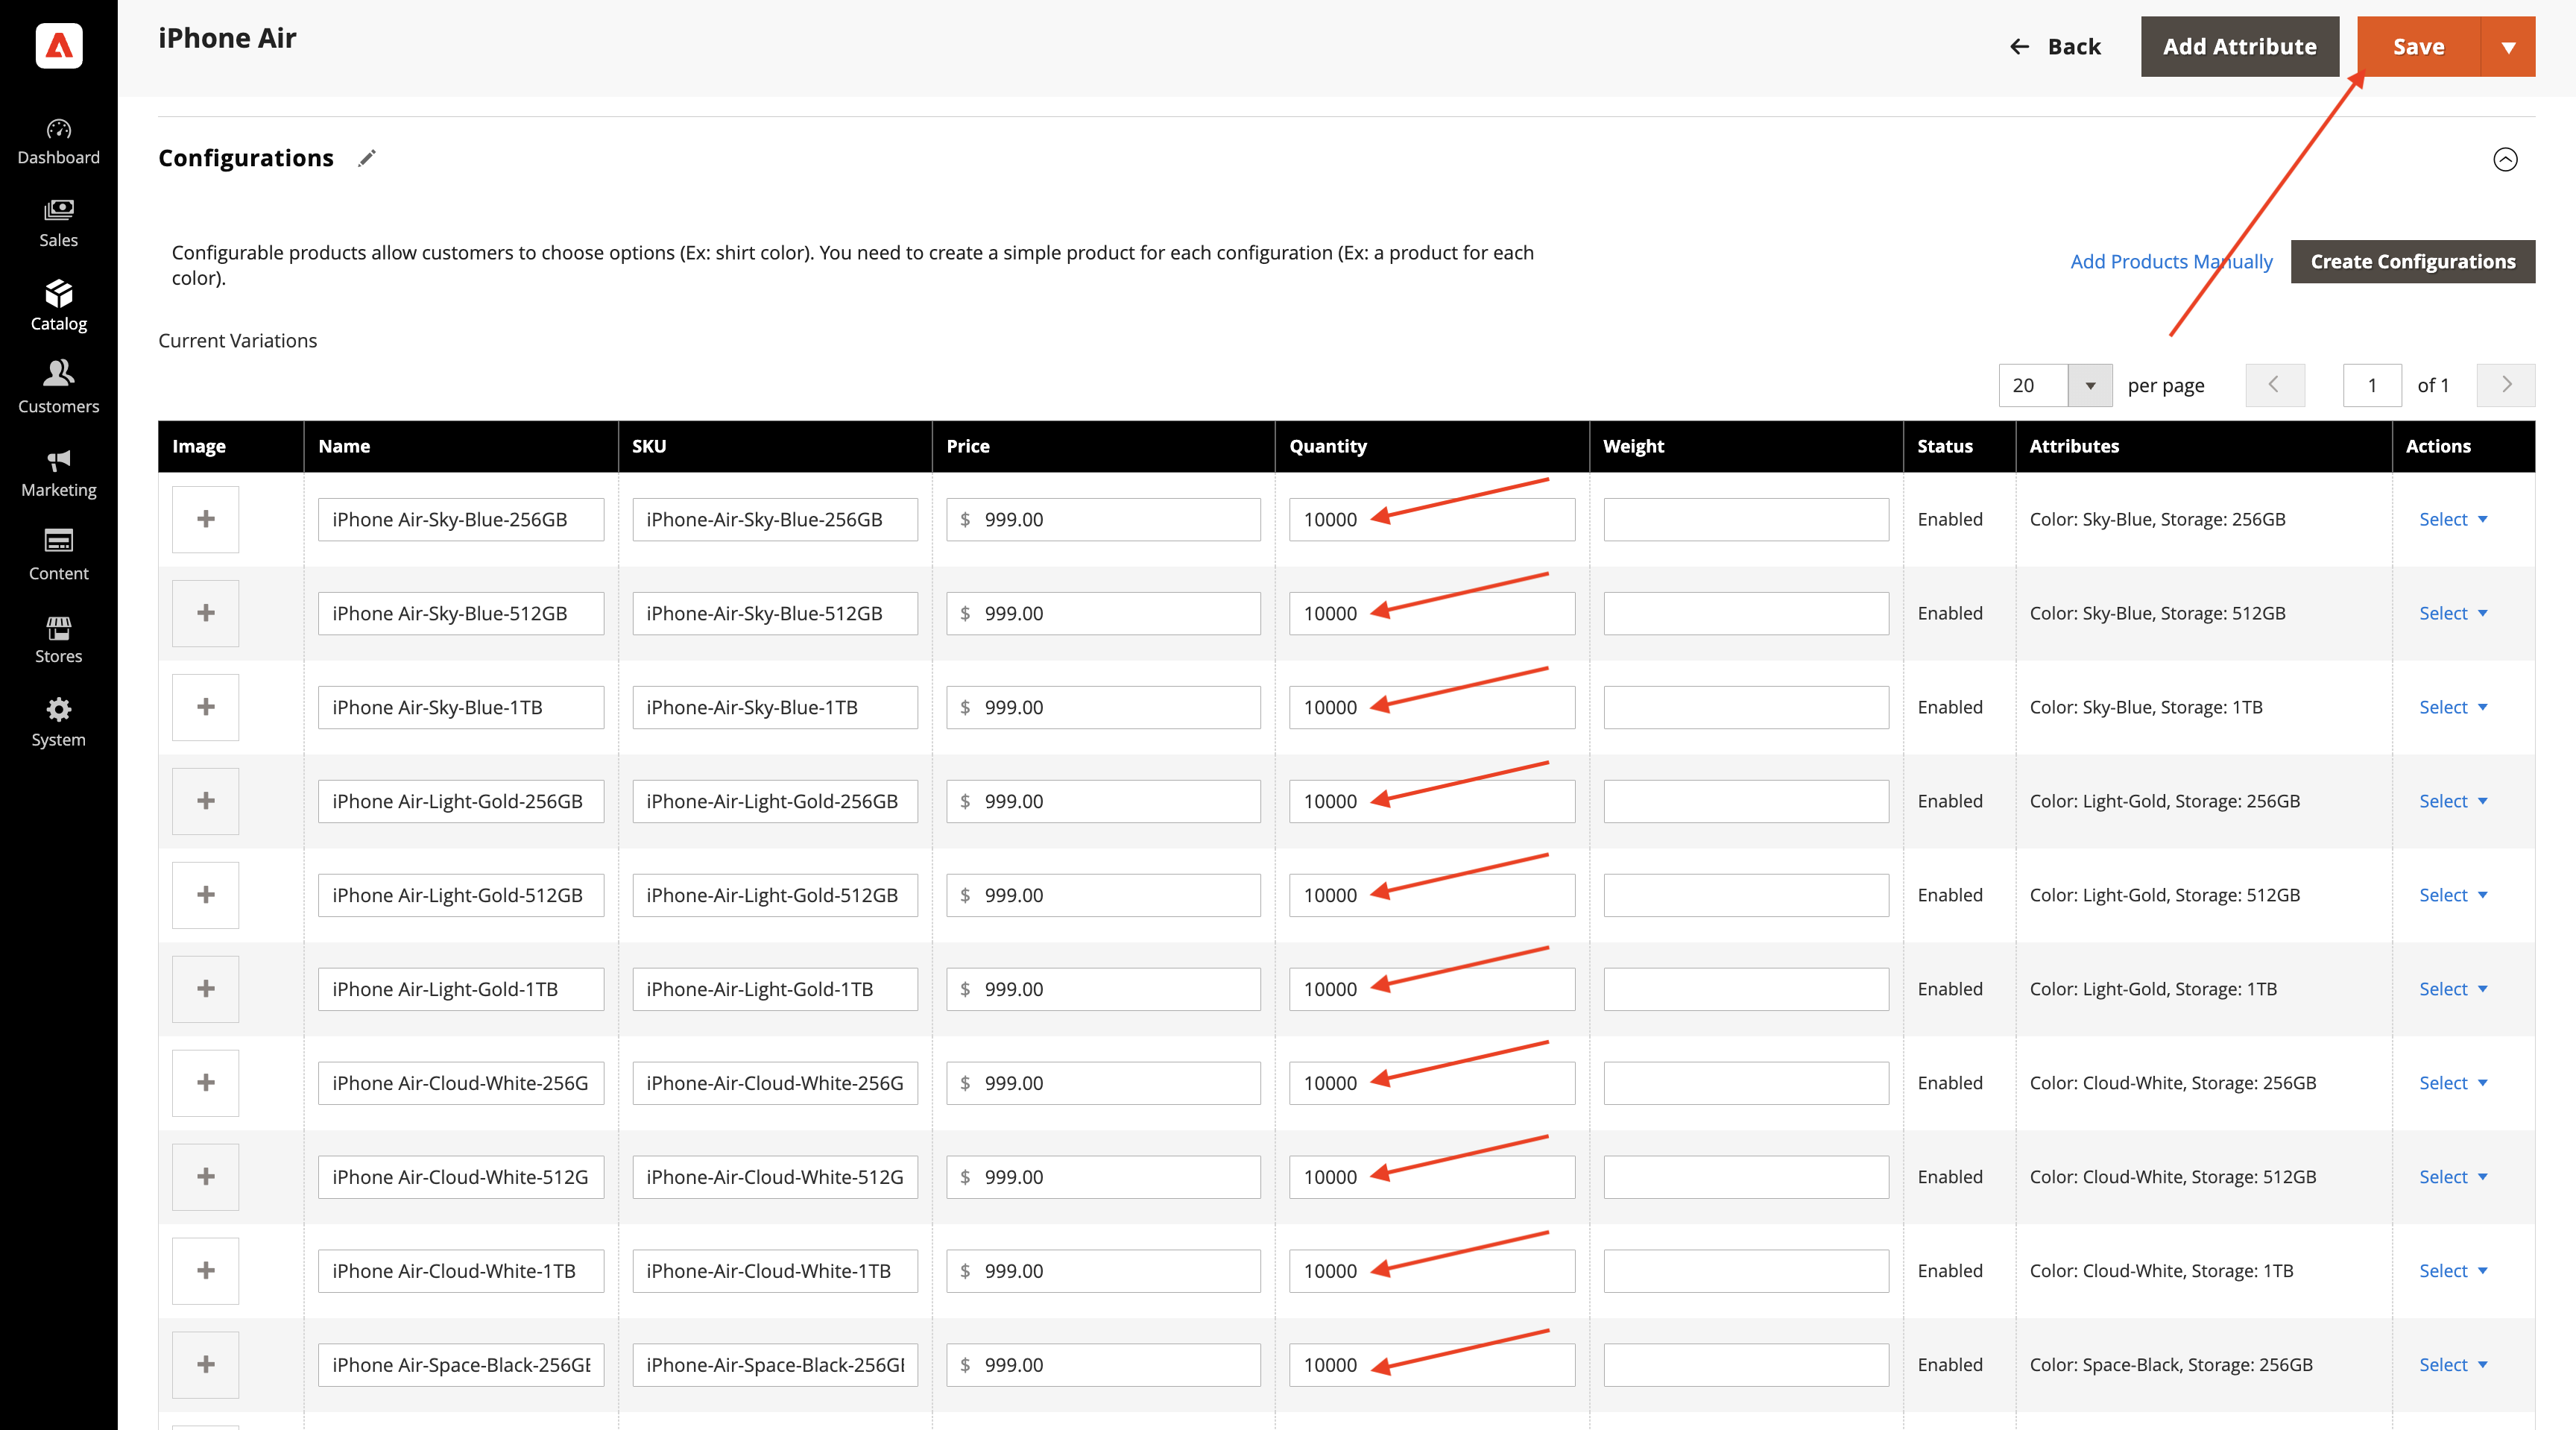 iPhone Air
Back
Add Attribute
Save
Dashboard
Sales
Catalog
Customers
Marketing
Content
Stores
System
Configurations
Configurable products allow customers to choose options (Ex: shirt color). You need to create a simple product for each configuration (Ex: a product for each
color).
Add Products Manually
Create Configurations
Current Variations
20 per page 1 of 1
Image Name SKU Price Quantity Weight Status Attributes Actions
iPhone Air-Sky-Blue-256GB iPhone-Air-Sky-Blue-256GB $ 999.00 10000 Enabled Color: Sky-Blue, Storage: 256GB Select
iPhone Air-Sky-Blue-512GB iPhone-Air-Sky-Blue-512GB $ 999.00 10000 Enabled Color: Sky-Blue, Storage: 512GB Select
iPhone Air-Sky-Blue-1TB iPhone-Air-Sky-Blue-1TB $ 999.00 10000 Enabled Color: Sky-Blue, Storage: 1TB Select
iPhone Air-Light-Gold-256GB iPhone-Air-Light-Gold-256GB $ 999.00 10000 Enabled Color: Light-Gold, Storage: 256GB Select
iPhone Air-Light-Gold-512GB iPhone-Air-Light-Gold-512GB $ 999.00 10000 Enabled Color: Light-Gold, Storage: 512GB Select
iPhone Air-Light-Gold-1TB iPhone-Air-Light-Gold-1TB $ 999.00 10000 Enabled Color: Light-Gold, Storage: 1TB Select
iPhone Air-Cloud-White-256G iPhone-Air-Cloud-White-256G $ 999.00 10000 Enabled Color: Cloud-White, Storage: 256GB Select
iPhone Air-Cloud-White-512G iPhone-Air-Cloud-White-512G $ 999.00 10000 Enabled Color: Cloud-White, Storage: 512GB Select
iPhone Air-Cloud-White-1TB iPhone-Air-Cloud-White-1TB $ 999.00 10000 Enabled Color: Cloud-White, Storage: 1TB Select
iPhone Air-Space-Black-256GB iPhone-Air-Space-Black-256GB $ 999.00 10000 Enabled Color: Space-Black, Storage: 256GB Select